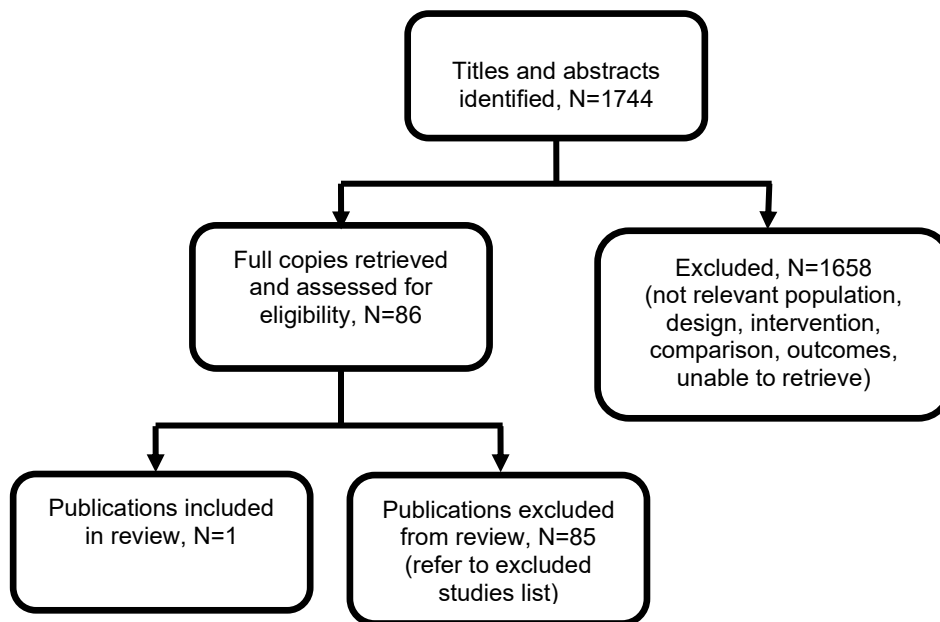 Titles and abstracts
identified, N=1744
Full copies retrieved
and assessed for
eligibility, N=86
Excluded, N=1658
(not relevant population,
design, intervention,
comparison, outcomes,
unable to retrieve)
Publications included
in review, N=1
Publications excluded
from review, N=85
(refer to excluded
studies list)